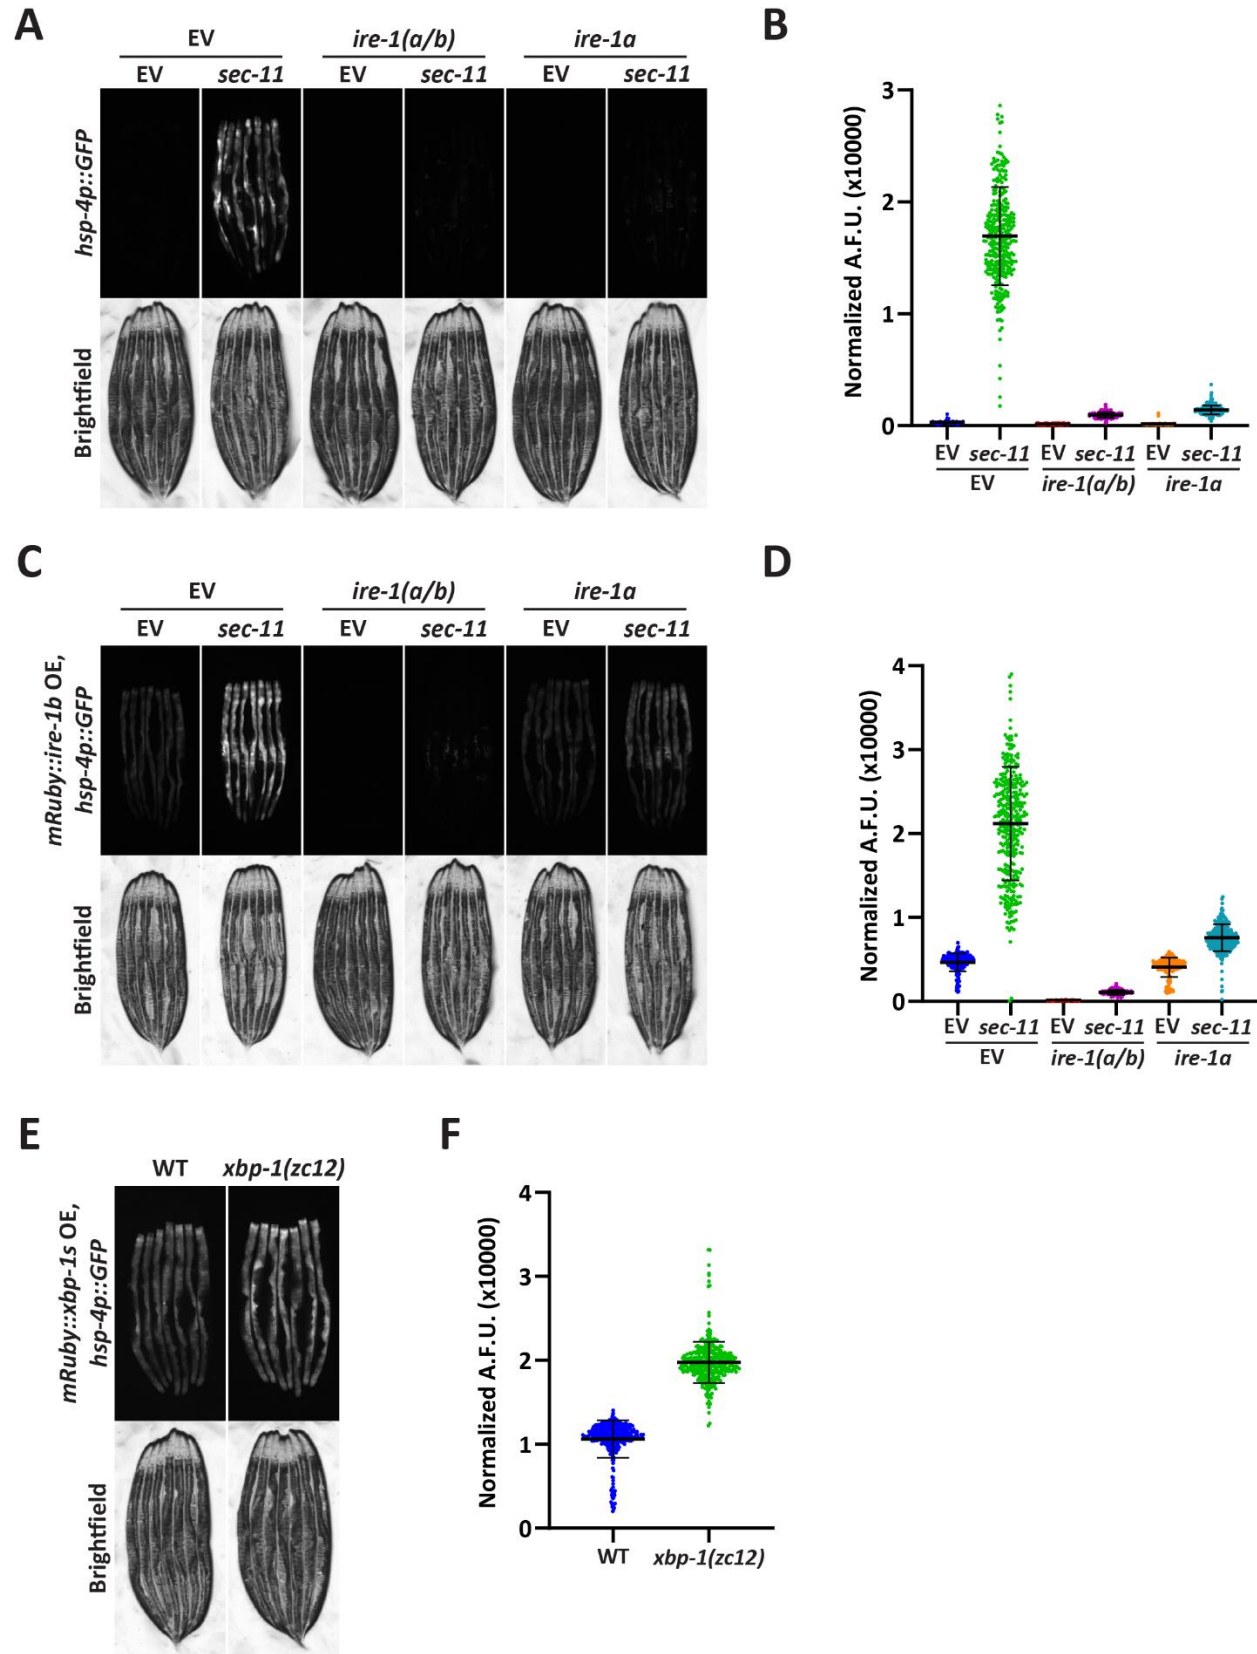 A
EV ire-1(a/b) ire-1a
EV sec-11 EV sec-11 EV sec-11
hsp-4p::GFP
Brightfield
B
Normalized A.F.U. (x10000)
3
2
1
0
EV sec-11 EV sec-11 EV sec-11
EV ire-1(a/b) ire-1a
C
EV ire-1(a/b) ire-1a
EV sec-11 EV sec-11 EV sec-11
mRuby::ire-1b OE,
hsp-4p::GFP
Brightfield
D
Normalized A.F.U. (x10000)
4
3
2
1
0
EV sec-11 EV sec-11 EV sec-11
EV ire-1(a/b) ire-1a
E
WT xbp-1(zc12)
mRuby::xbp-1s OE,
hsp-4p::GFP
Brightfield
F
Normalized A.F.U. (x10000)
4
3
2
1
0
WT xbp-1(zc12)